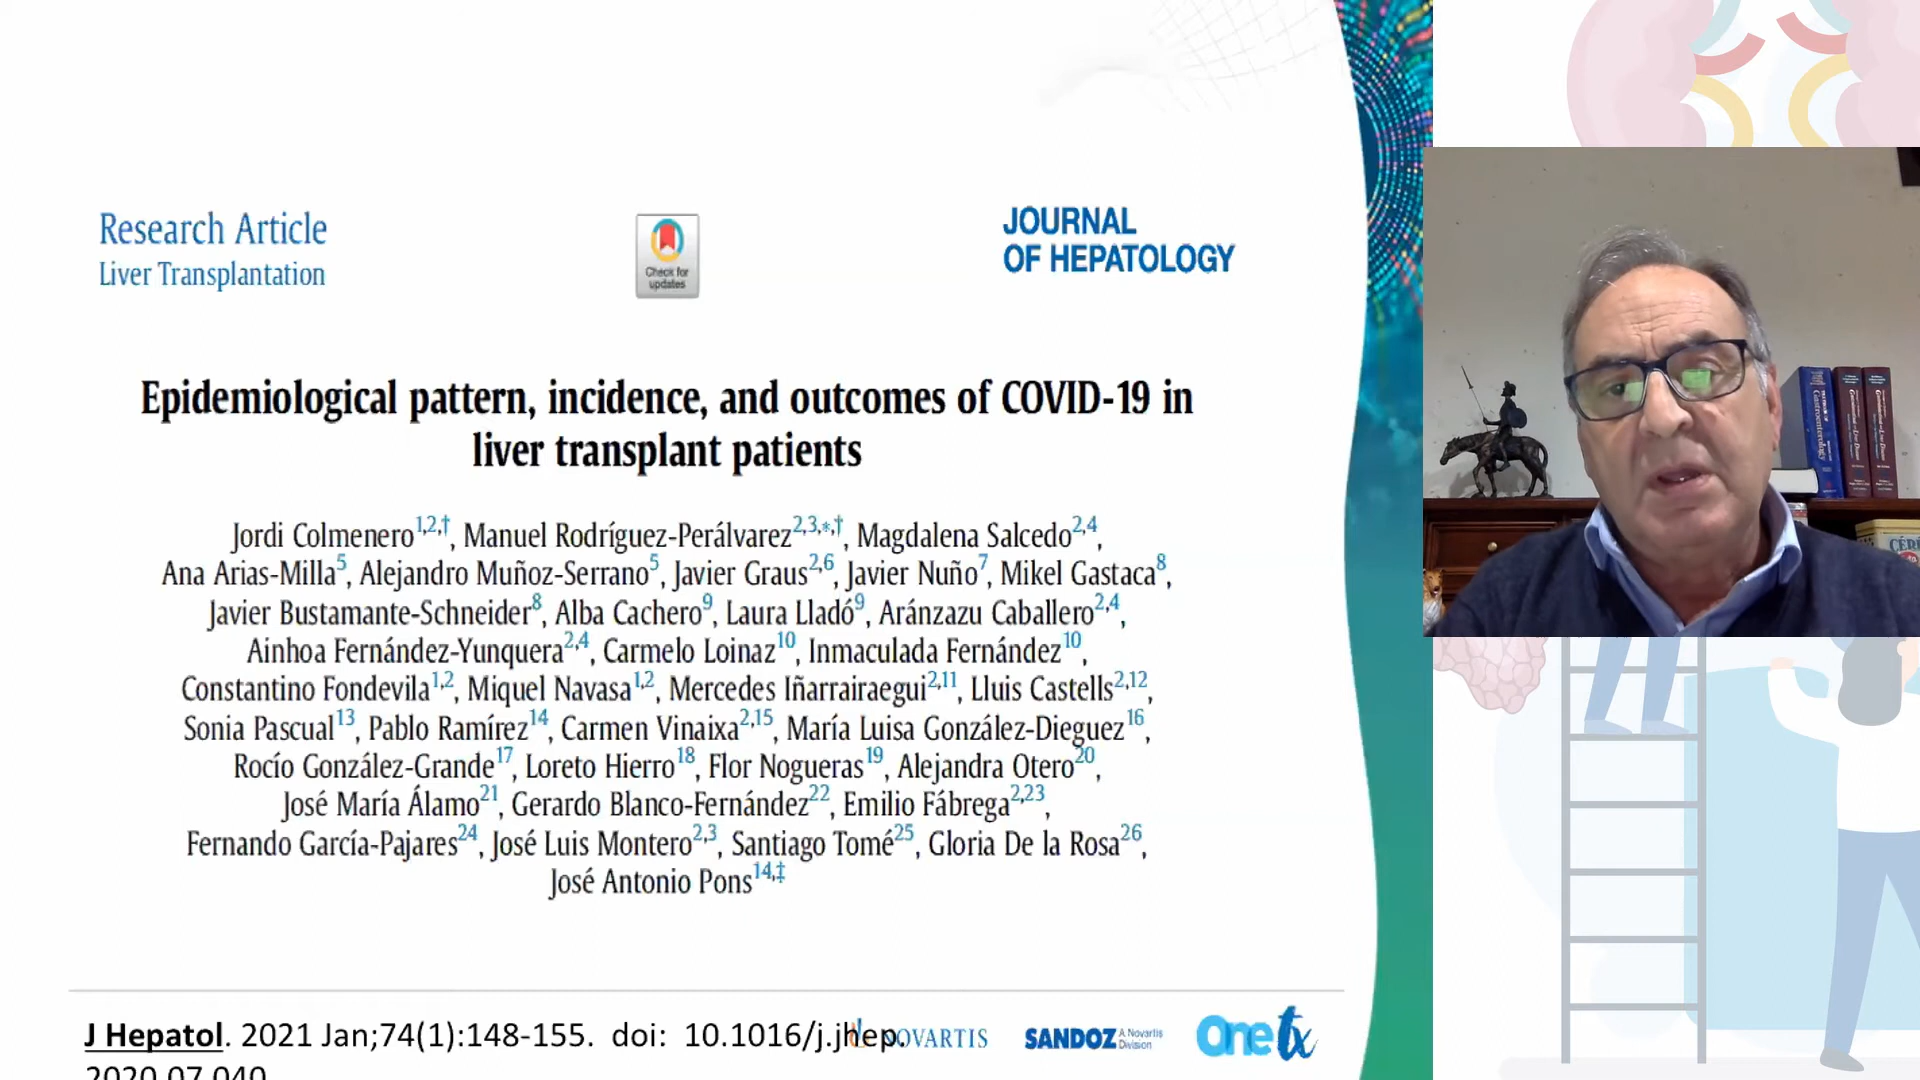 Research Article
Liver Transplantation
Check for
updates
JOURNAL
OF HEPATOLOGY
Epidemiological pattern, incidence, and outcomes of COVID-19 in
liver transplant patients
Jordi Colmenero1,2,†, Manuel Rodríguez-Perálvarez2,3,*,†, Magdalena Salcedo2,4,
Ana Arias-Milla5, Alejandro Muñoz-Serrano5, Javier Graus2,6, Javier Nuño7, Mikel Gastaca8,
Javier Bustamante-Schneider8, Alba Cachero9, Laura Lladó9, Aránzazu Caballero2,4,
Ainhoa Fernández-Yunquera2,4, Carmelo Loinaz10, Inmaculada Fernández10,
Constantino Fondevila1,2, Miquel Navasa1,2, Mercedes Iñarrairaegui2,11, Lluis Castells2,12,
Sonia Pascual13, Pablo Ramírez14, Carmen Vinaixa2,15, María Luisa González-Dieguez16,
Rocío González-Grande17, Loreto Hierro18, Flor Nogueras19, Alejandra Otero20,
José María Álamo21, Gerardo Blanco-Fernández22, Emilio Fábrega2,23,
Fernando García-Pajares24, José Luis Montero2,3, Santiago Tomé25, Gloria De la Rosa26,
José Antonio Pons14,‡
J Hepatol. 2021 Jan;74(1):148-155. doi: 10.1016/j.jhep.
2020.07.040
NOVARTIS
SANDOZ A Novartis
Division
One tx
Gastroenterology